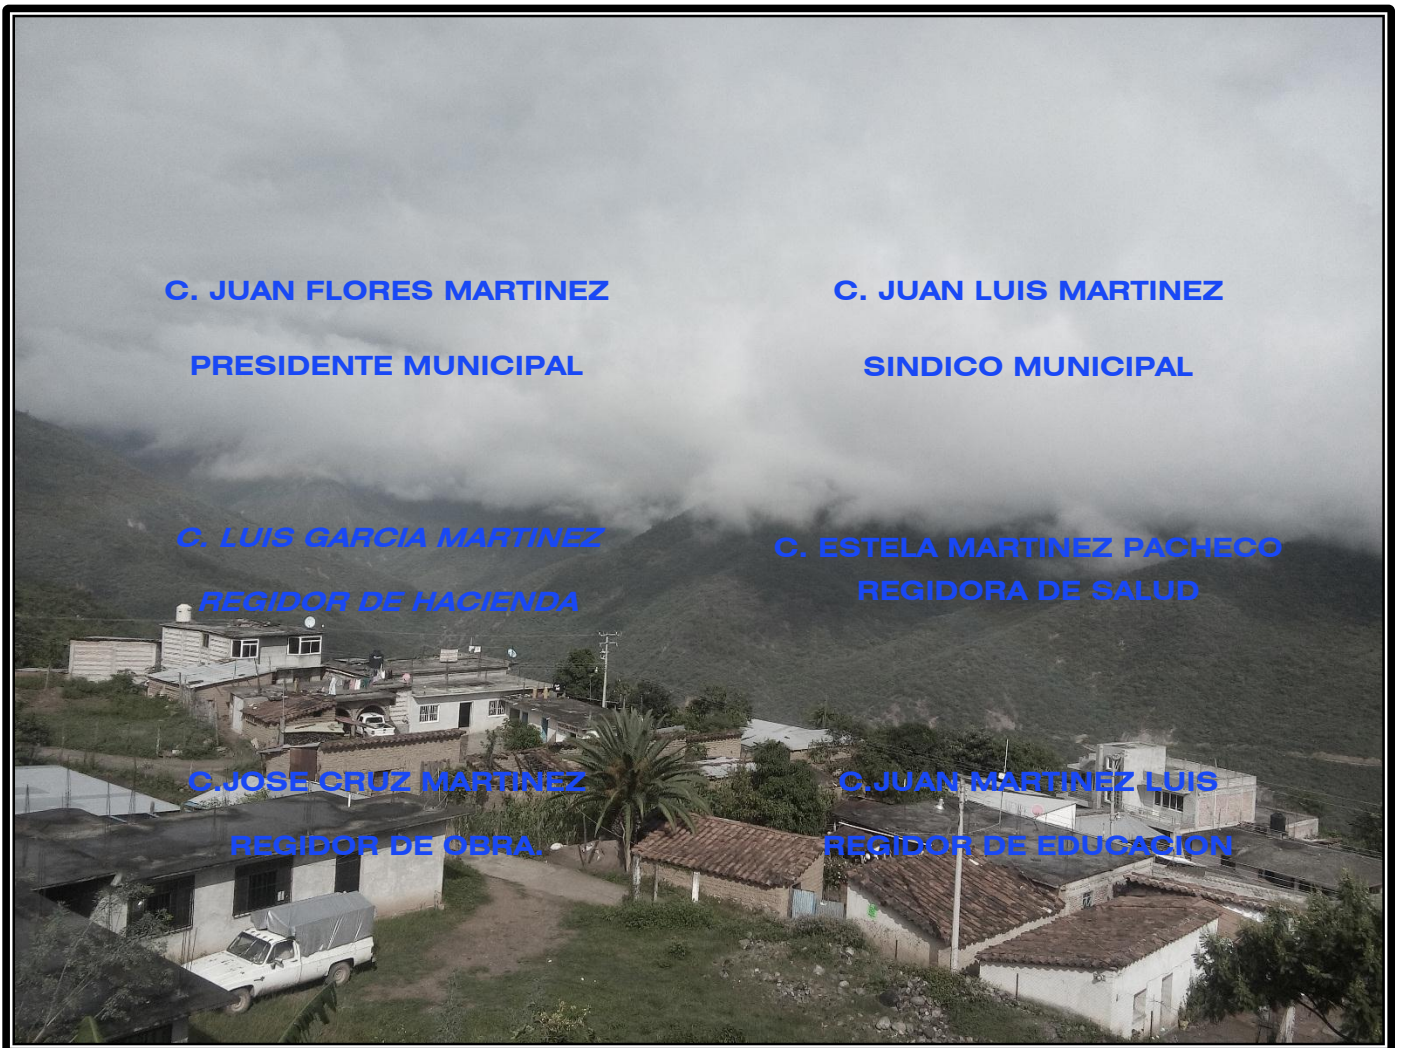 C. JUAN FLORES MARTINEZ
PRESIDENTE MUNICIPAL
C. JUAN LUIS MARTINEZ
SINDICO MUNICIPAL
C. LUIS GARCIA MARTINEZ
REGIDOR DE HACIENDA
C. ESTELA MARTINEZ PACHECO
REGIDORA DE SALUD
C.JOSE CRUZ MARTINEZ
REGIDOR DE OBRA.
C.JUAN MARTINEZ LUIS
REGIDOR DE EDUCACION